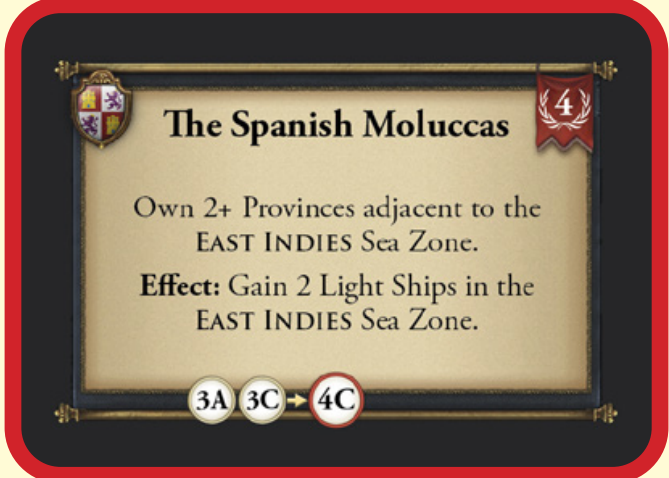 The Spanish Moluccas
4
Own 2+ Provinces adjacent to the
EAST INDIES Sea Zone.
Effect: Gain 2 Light Ships in the
EAST INDIES Sea Zone.
3A 3C → 4C